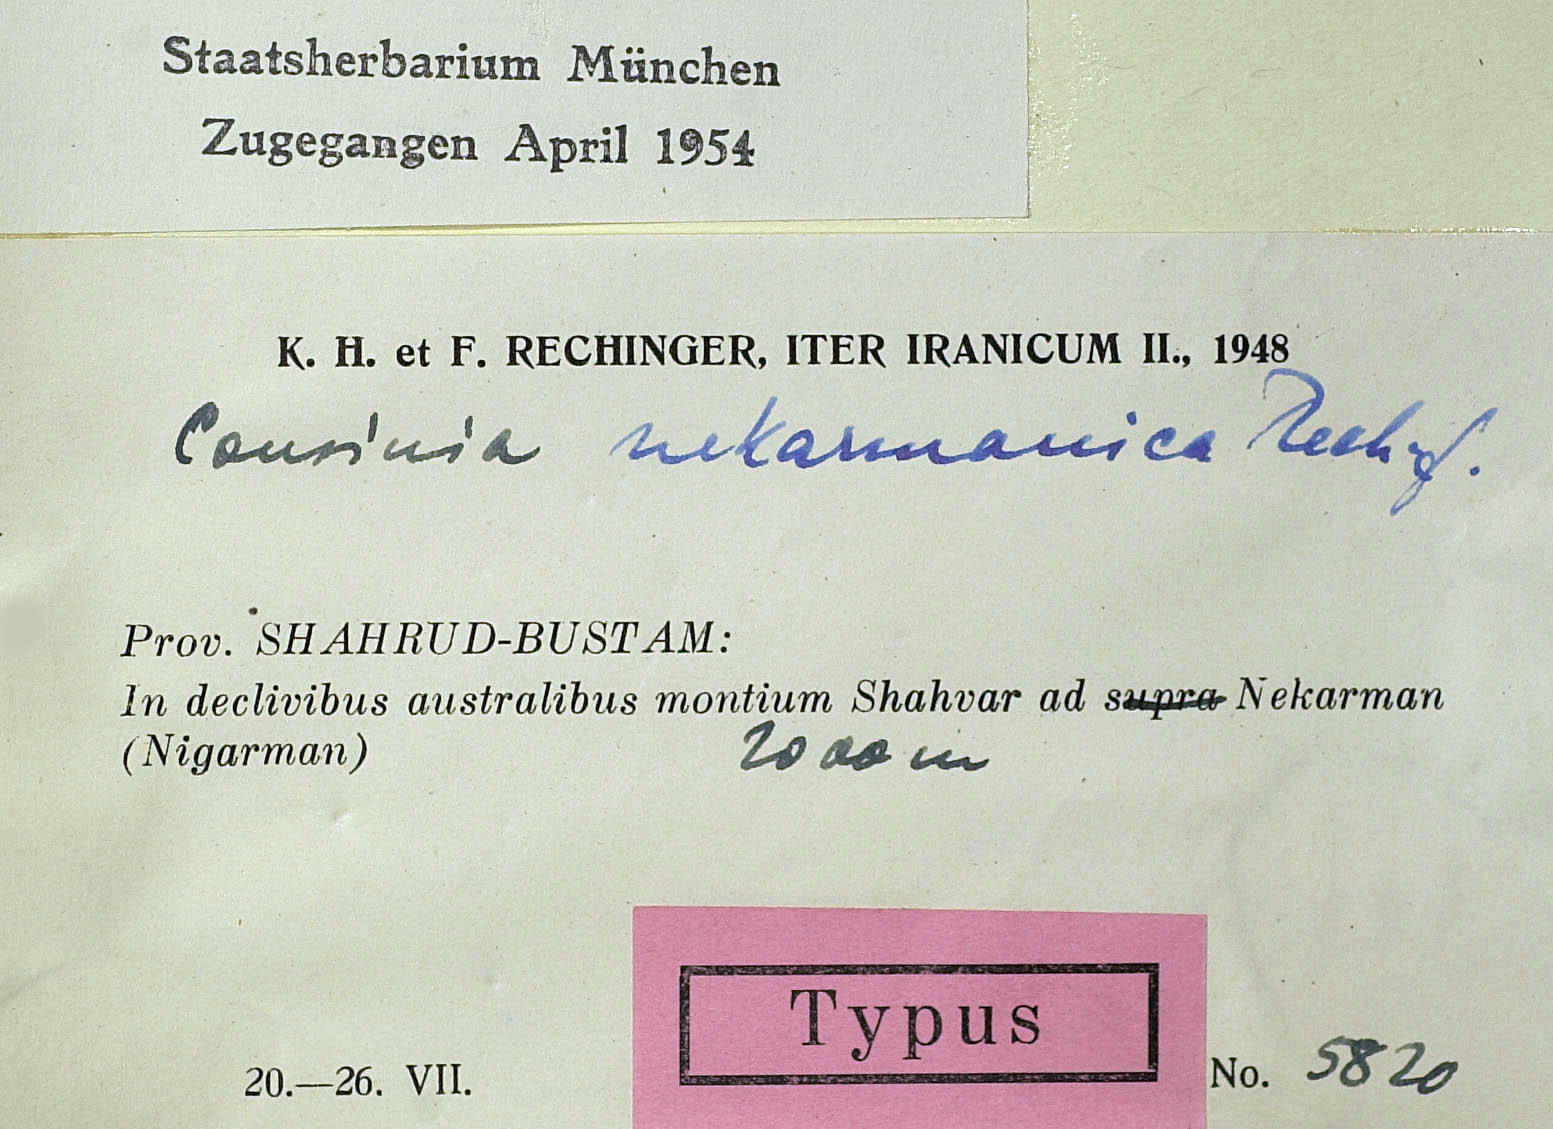 Staatsherbarium München
Zugegangen April 1954
K. H. et F. RECHINGER, ITER IRANICUM II., 1948
Cousinia nekarmanica Rech. f.
Prov. SHAHRUD-BUSTAM:
In declivibus australibus montium Shahvar ad supra Nekarman
(Nigarman) 2000 m
Typus
20.—26. VII. No. 5820